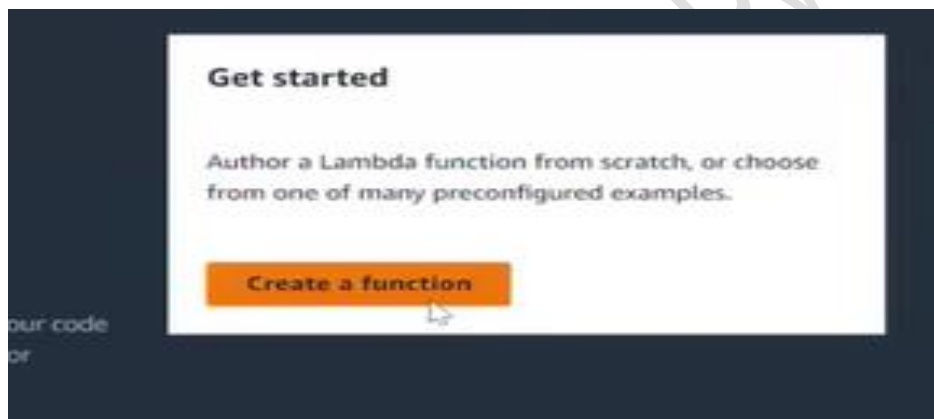 Get started
Author a Lambda function from scratch, or choose
from one of many preconfigured examples.
Create a function
our code
or